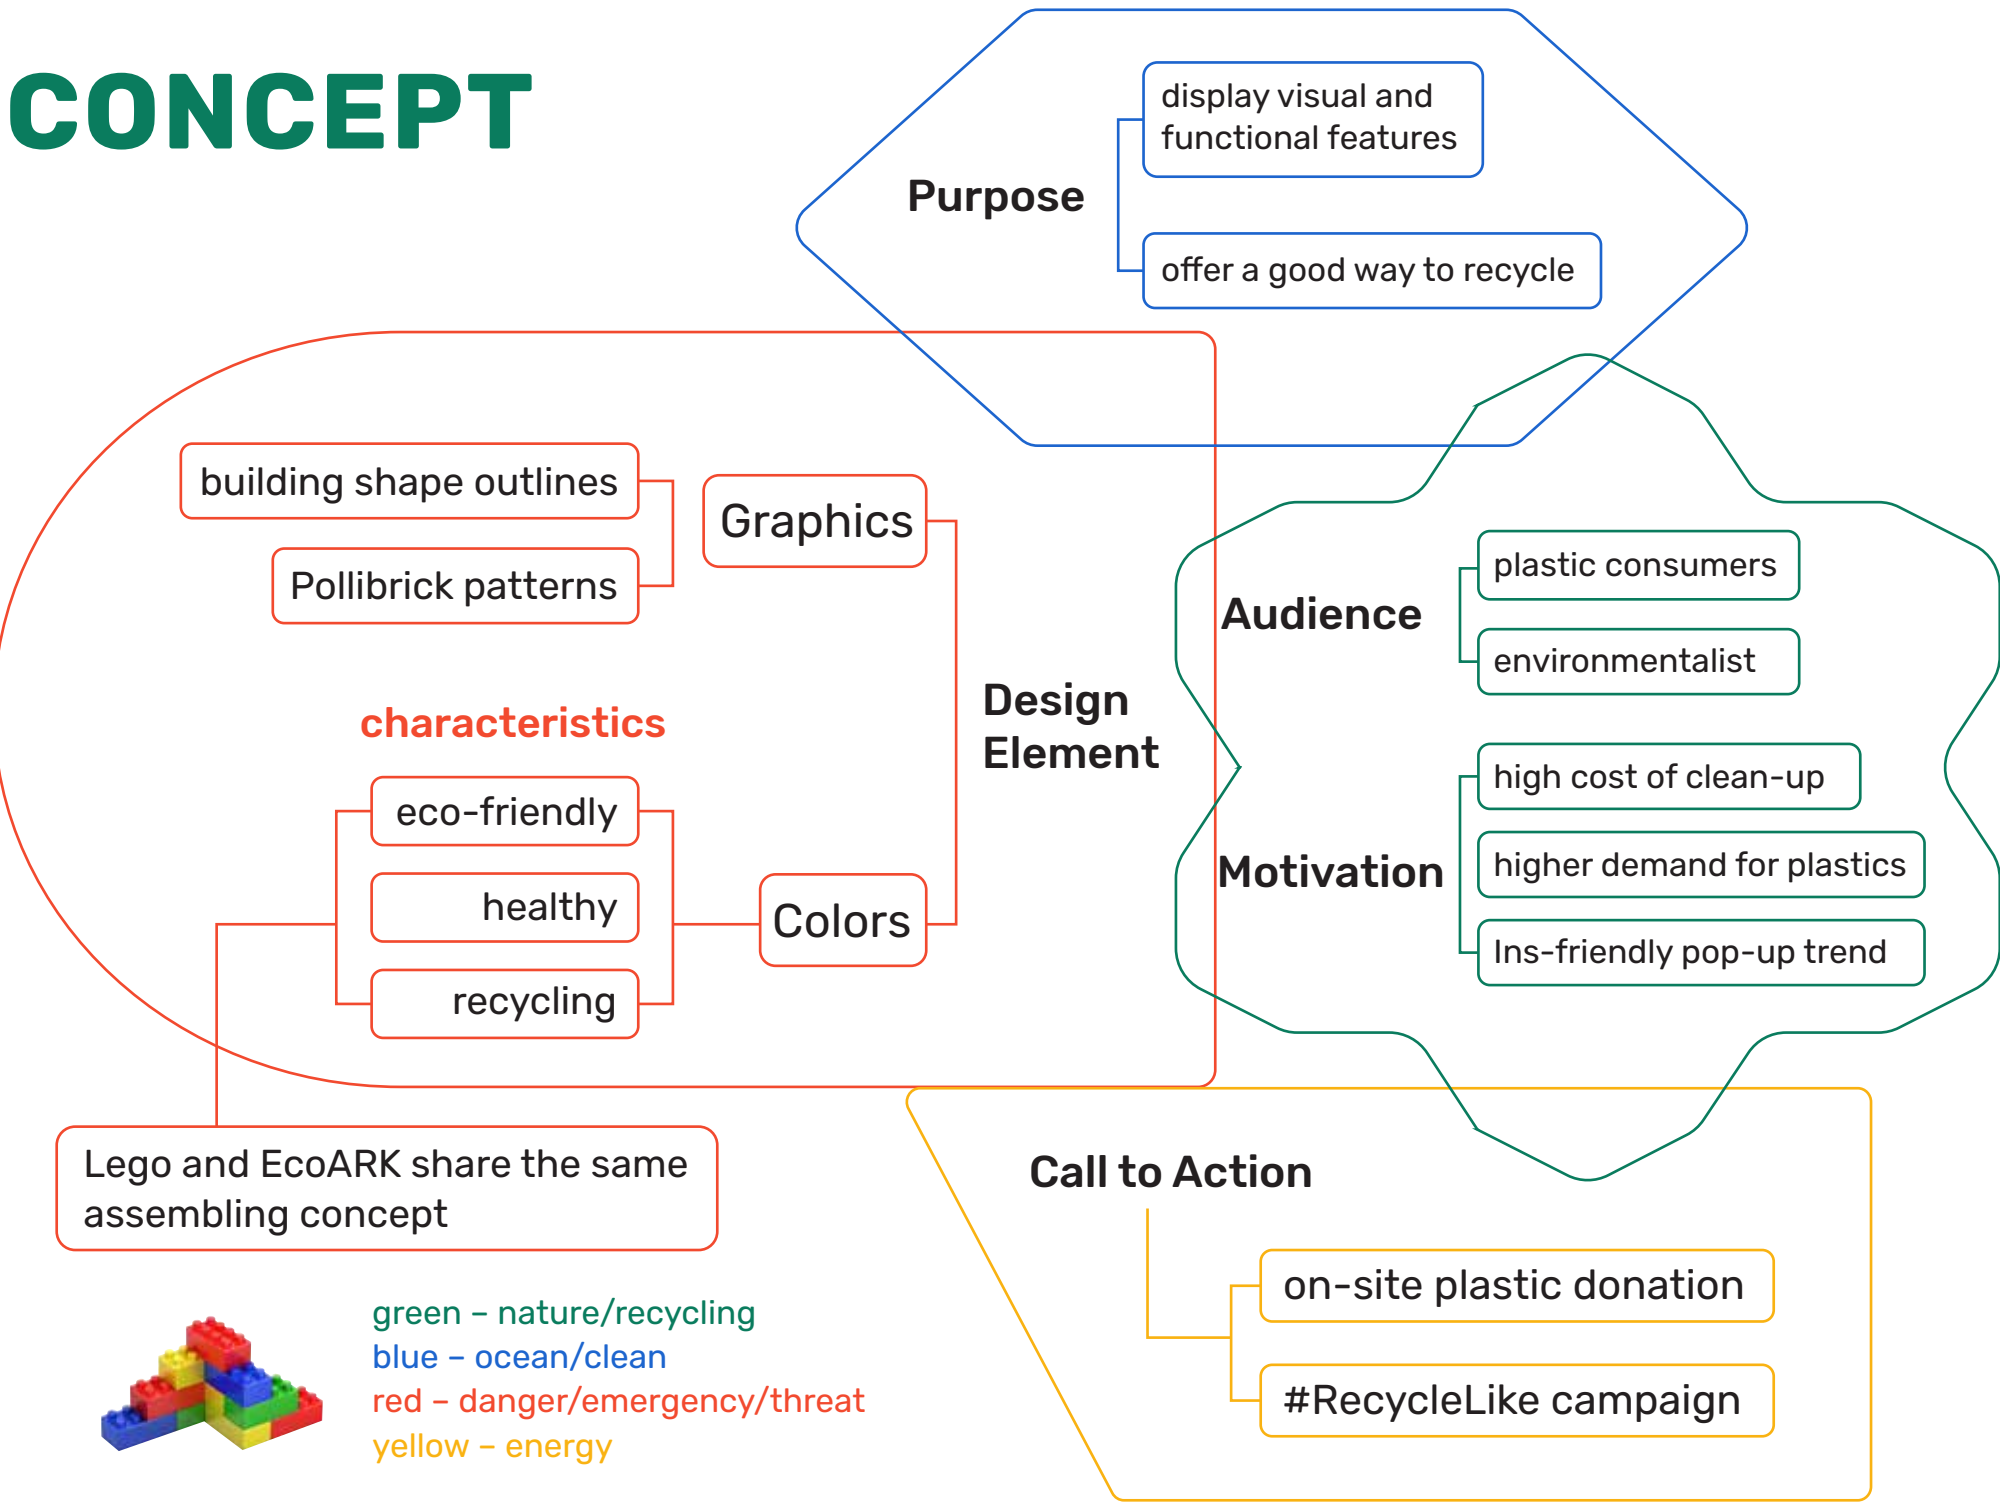 CONCEPT
Purpose
display visual and
functional features
offer a good way to recycle
building shape outlines
Pollibrick patterns
Graphics
characteristics
eco-friendly
healthy
recycling
Colors
Design
Element
Lego and EcoARK share the same
assembling concept
green – nature/recycling
blue – ocean/clean
red – danger/emergency/threat
yellow – energy
Audience
plastic consumers
environmentalist
Motivation
high cost of clean-up
higher demand for plastics
Ins-friendly pop-up trend
Call to Action
on-site plastic donation
#RecycleLike campaign